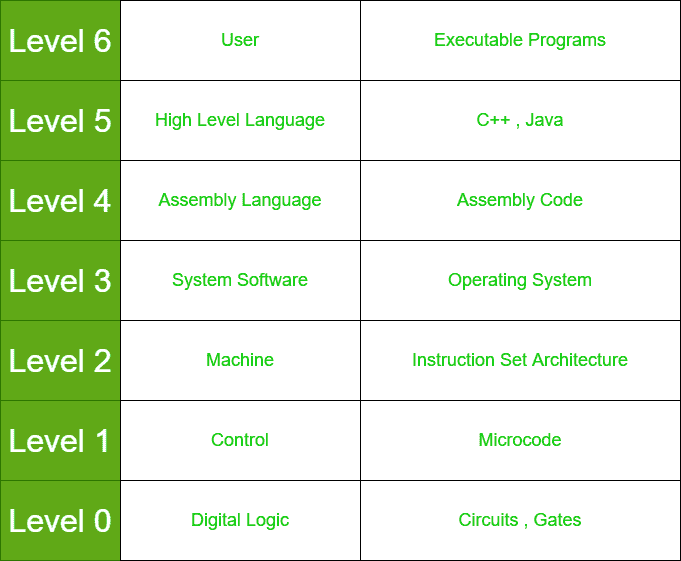 Level 6 User Executable Programs
Level 5 High Level Language C++ , Java
Level 4 Assembly Language Assembly Code
Level 3 System Software Operating System
Level 2 Machine Instruction Set Architecture
Level 1 Control Microcode
Level 0 Digital Logic Circuits , Gates